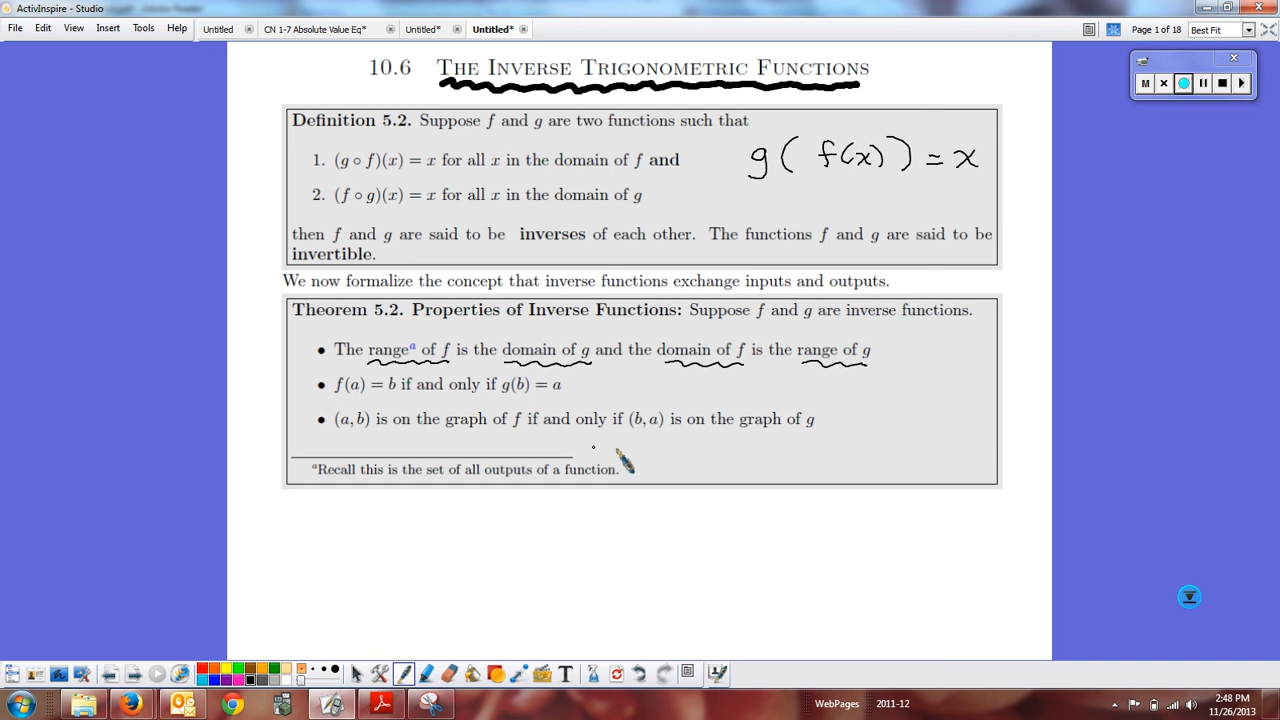 ActivInspire - Studio
File Edit View Insert Tools Help Untitled CN 1-7 Absolute Value Eq* Untitled* Untitled* Page 1 of 18 Best Fit
10.6 The Inverse Trigonometric Functions
M
Definition 5.2. Suppose f and g are two functions such that
1. (g ∘ f)(x) = x for all x in the domain of f and
g( f(x) ) = x
2. (f ∘ g)(x) = x for all x in the domain of g
then f and g are said to be inverses of each other. The functions f and g are said to be
invertible.
We now formalize the concept that inverse functions exchange inputs and outputs.
Theorem 5.2. Properties of Inverse Functions: Suppose f and g are inverse functions.
• The rangeᵃ of f is the domain of g and the domain of f is the range of g
• f(a) = b if and only if g(b) = a
• (a, b) is on the graph of f if and only if (b, a) is on the graph of g
ᵃRecall this is the set of all outputs of a function.
T
WebPages 2011-12 2:48 PM
11/26/2013